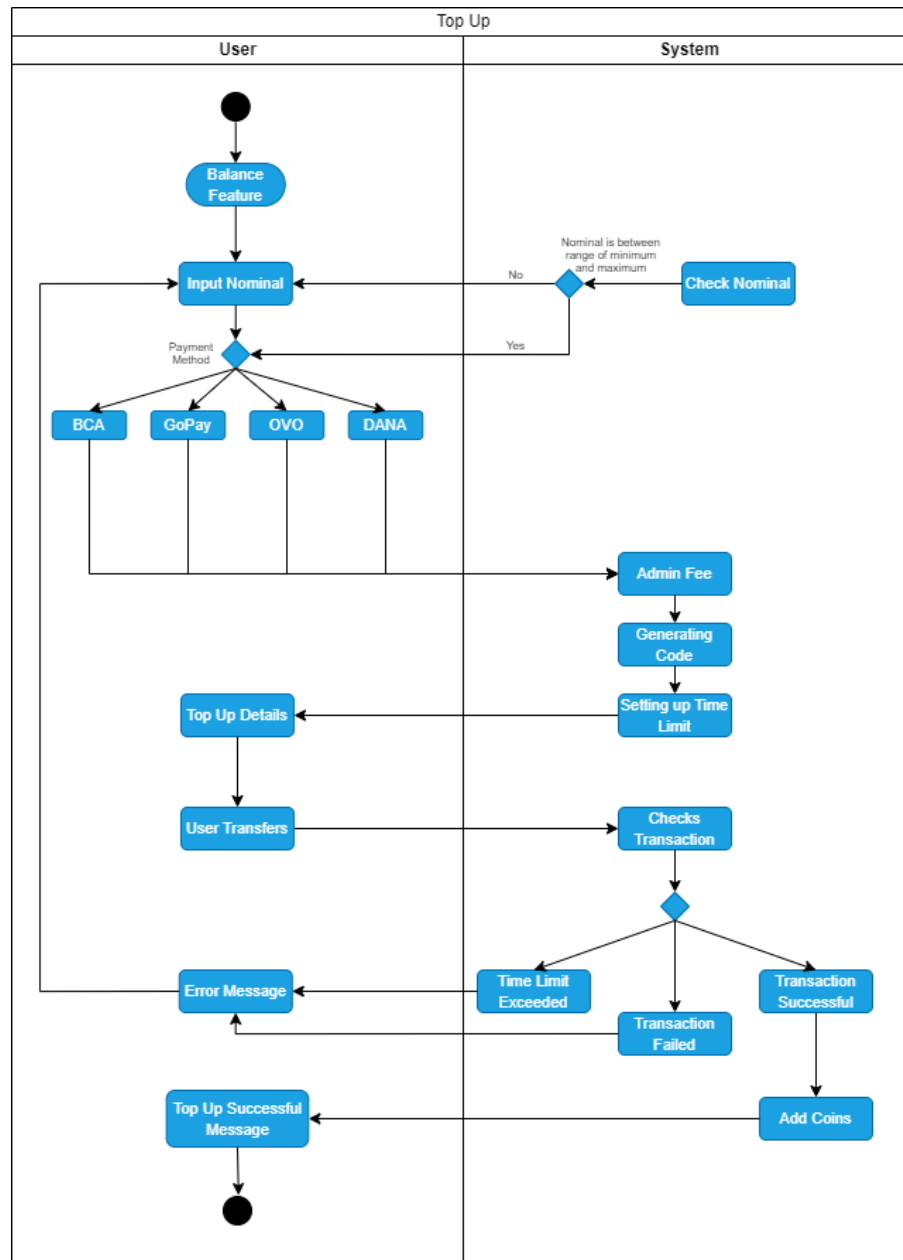 Top Up
User
System
Balance
Feature
Nominal is between
range of minimum
and maximum
Input Nominal
No
Check Nominal
Payment
Method
Yes
BCA
GoPay
OVO
DANA
Admin Fee
Generating
Code
Top Up Details
Setting up Time
Limit
User Transfers
Checks
Transaction
Error Message
Time Limit
Exceeded
Transaction
Successful
Transaction
Failed
Top Up Successful
Message
Add Coins